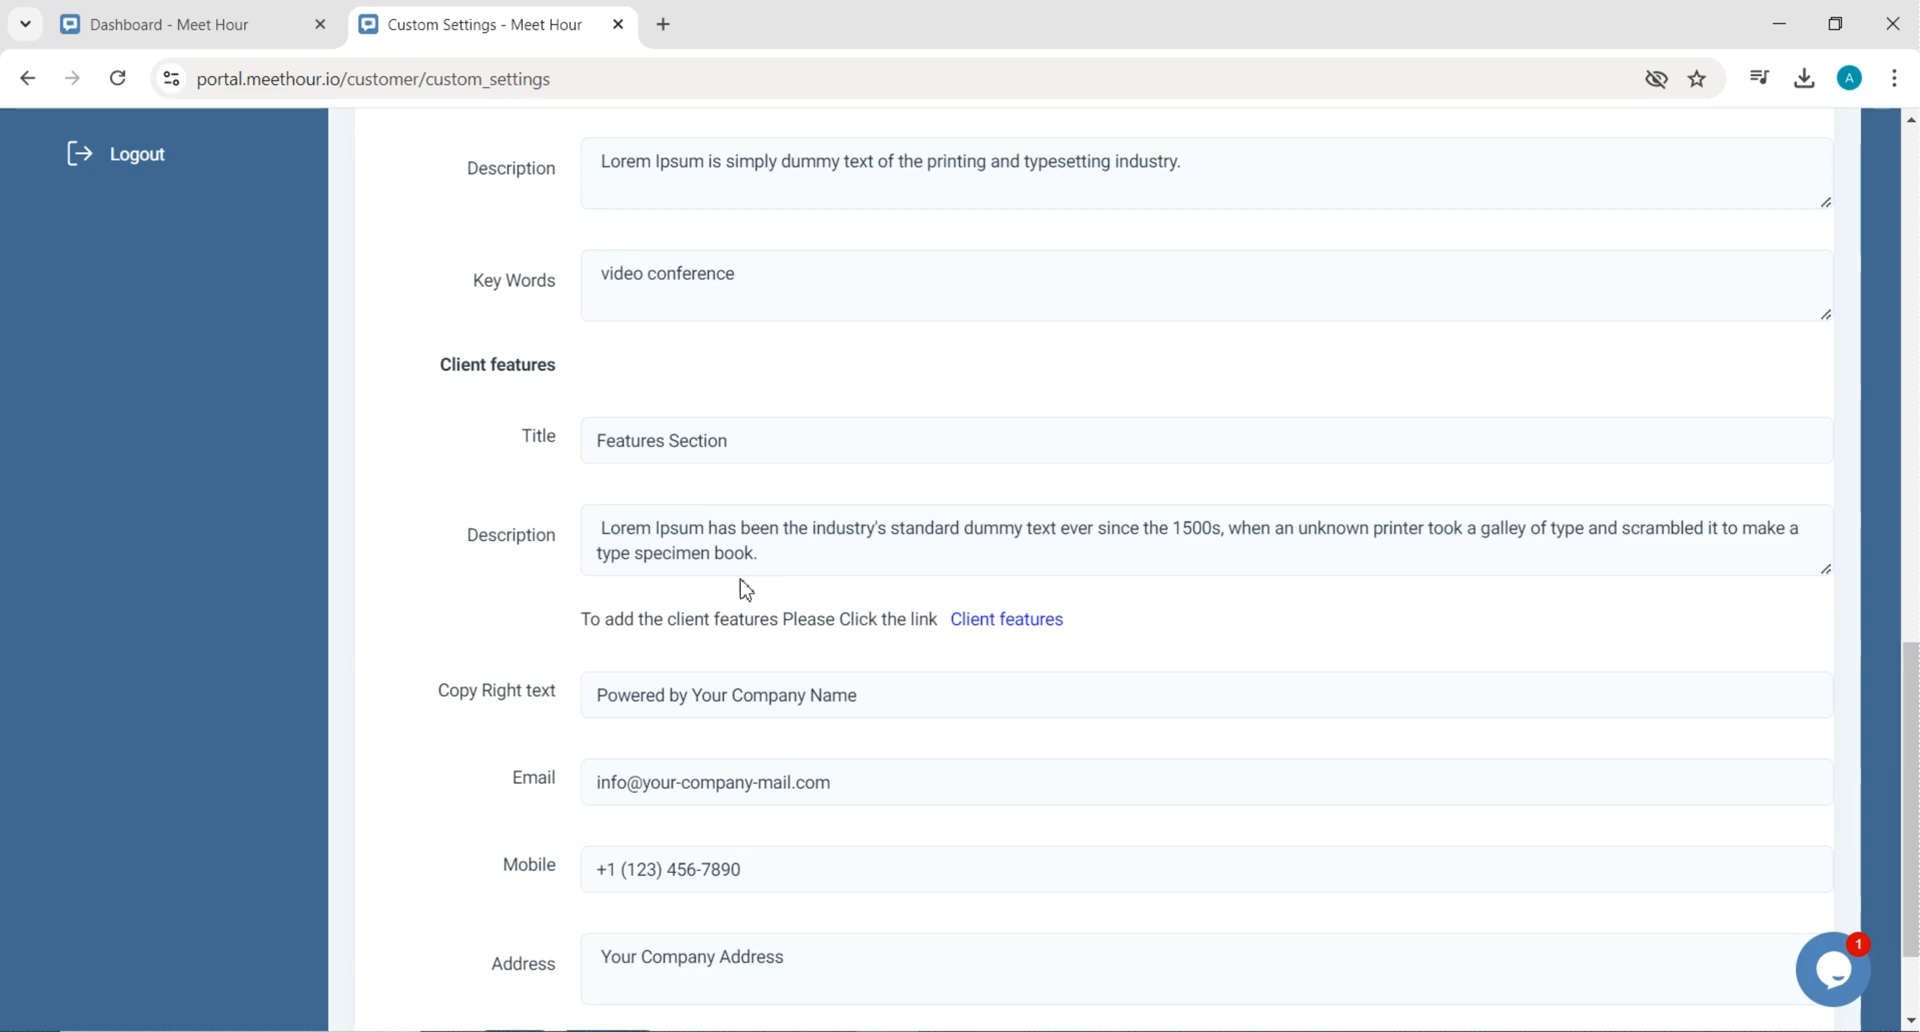 Dashboard - Meet Hour
Custom Settings - Meet Hour
portal.meethour.io/customer/custom_settings
A
Logout
Description
Lorem Ipsum is simply dummy text of the printing and typesetting industry.
Key Words
video conference
Client features
Title
Features Section
Description
Lorem Ipsum has been the industry's standard dummy text ever since the 1500s, when an unknown printer took a galley of type and scrambled it to make a
type specimen book.
To add the client features Please Click the link Client features
Copy Right text
Powered by Your Company Name
Email
info@your-company-mail.com
Mobile
+1 (123) 456-7890
Address
Your Company Address
1